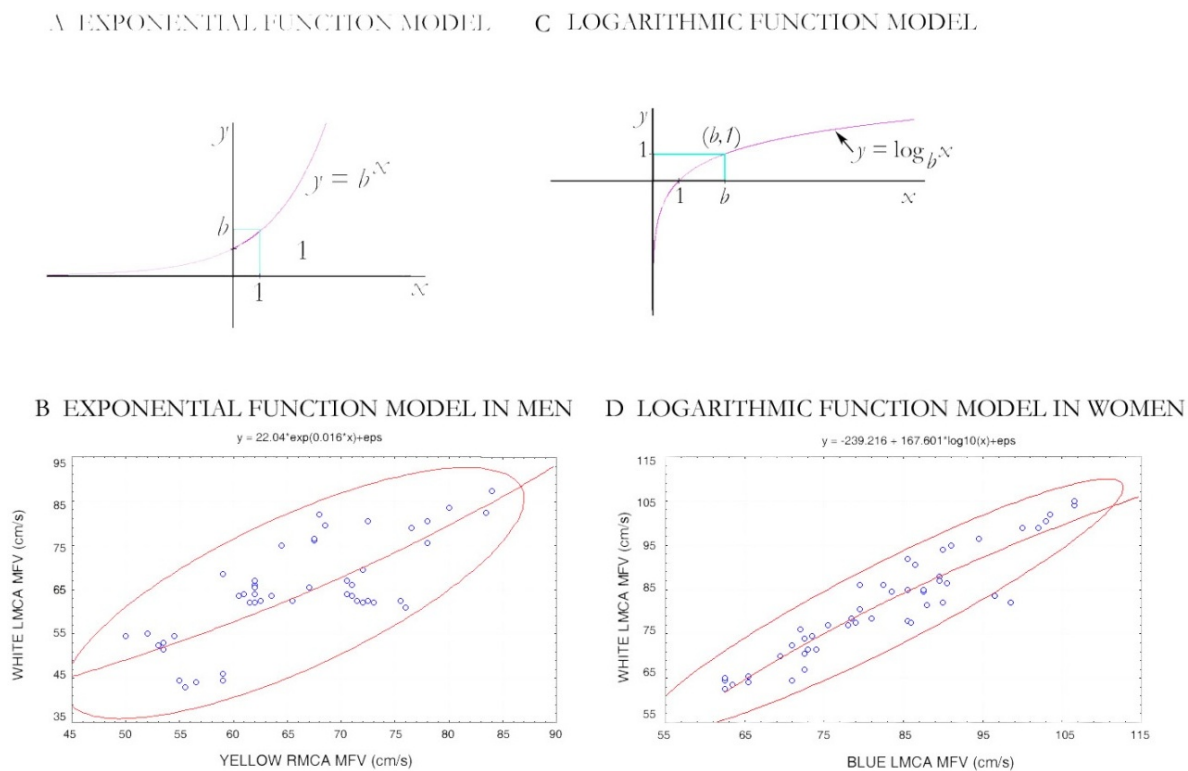 A EXPONENTIAL FUNCTION MODEL
y
y = b^x
b
1
1
x
C LOGARITHMIC FUNCTION MODEL
y
(b,1)
1
y = log_b x
1 b
x
B EXPONENTIAL FUNCTION MODEL IN MEN
y = 22.04*exp(0.016*x)+eps
WHITE LMCA MFV (cm/s)
95
85
75
65
55
45
35
45 50 55 60 65 70 75 80 85 90
YELLOW RMCA MFV (cm/s)
D LOGARITHMIC FUNCTION MODEL IN WOMEN
y = -239.216 + 167.601*log10(x)+eps
WHITE LMCA MFV (cm/s)
115
105
95
85
75
65
55
55 65 75 85 95 105 115
BLUE LMCA MFV (cm/s)